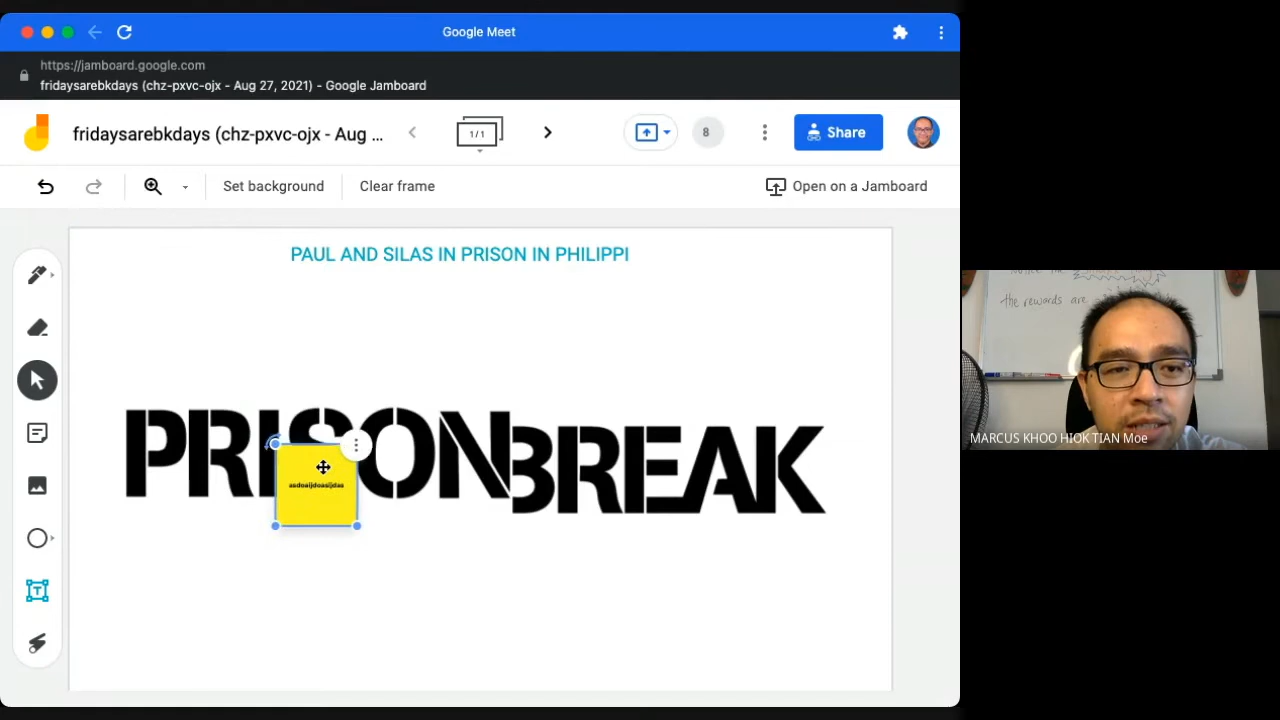 Google Meet
https://jamboard.google.com
fridaysarebkdays (chz-pxvc-ojx - Aug 27, 2021) - Google Jamboard
fridaysarebkdays (chz-pxvc-ojx - Aug ...
1/1
8
Share
Set background
Clear frame
Open on a Jamboard
PAUL AND SILAS IN PRISON IN PHILIPPI
PRISON BREAK
asdoaijdoasijdas
T
the rewards are
MARCUS KHOO HIOK TIAN Moe